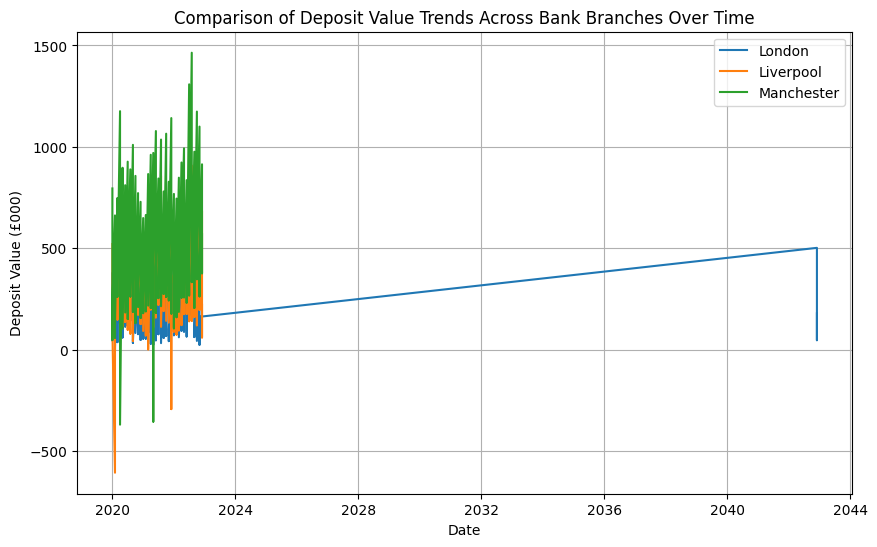 Comparison of Deposit Value Trends Across Bank Branches Over Time
Deposit Value (£000)
1500
1000
500
0
−500
London
Liverpool
Manchester
2020 2024 2028 2032 2036 2040 2044
Date